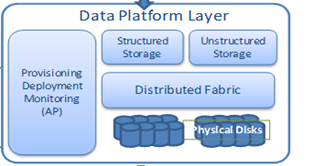 Data Platform Layer
Provisioning
Deployment
Monitoring
(AP)
Structured
Storage
Unstructured
Storage
Distributed Fabric
Physical Disks